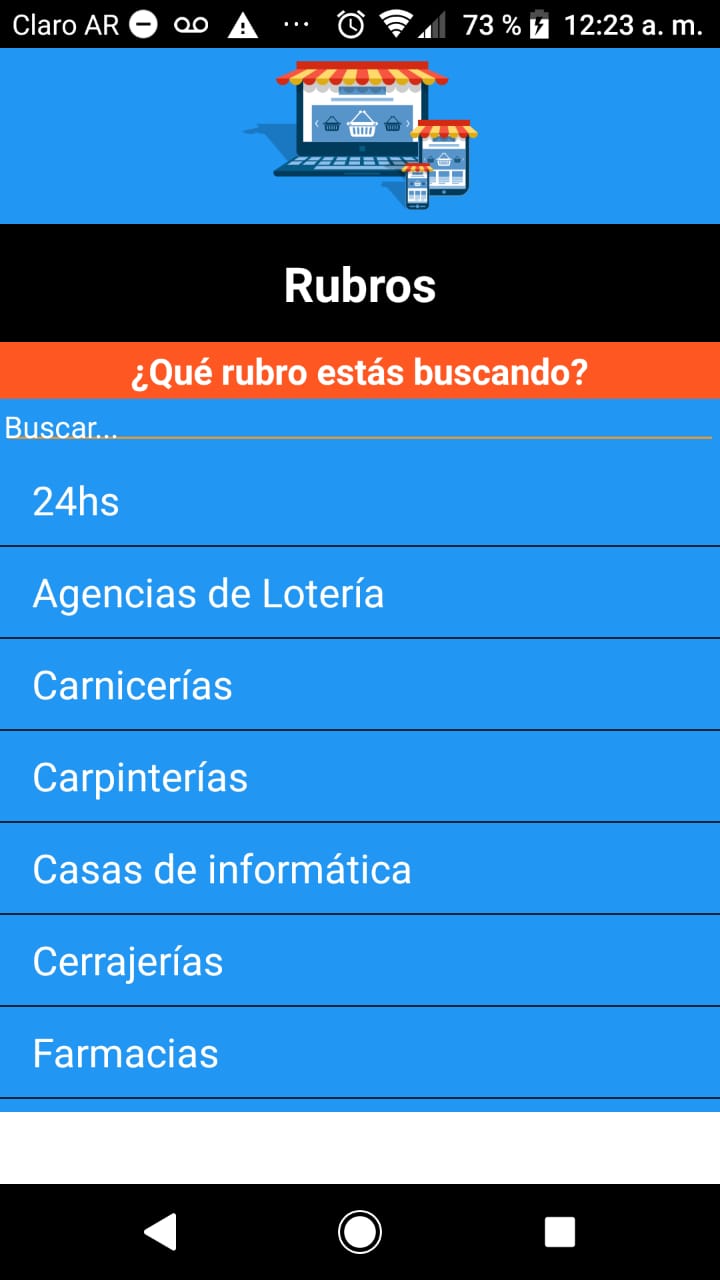 Claro AR 73 % 12:23 a. m.
Rubros
¿Qué rubro estás buscando?
Buscar...
24hs
Agencias de Lotería
Carnicerías
Carpinterías
Casas de informática
Cerrajerías
Farmacias